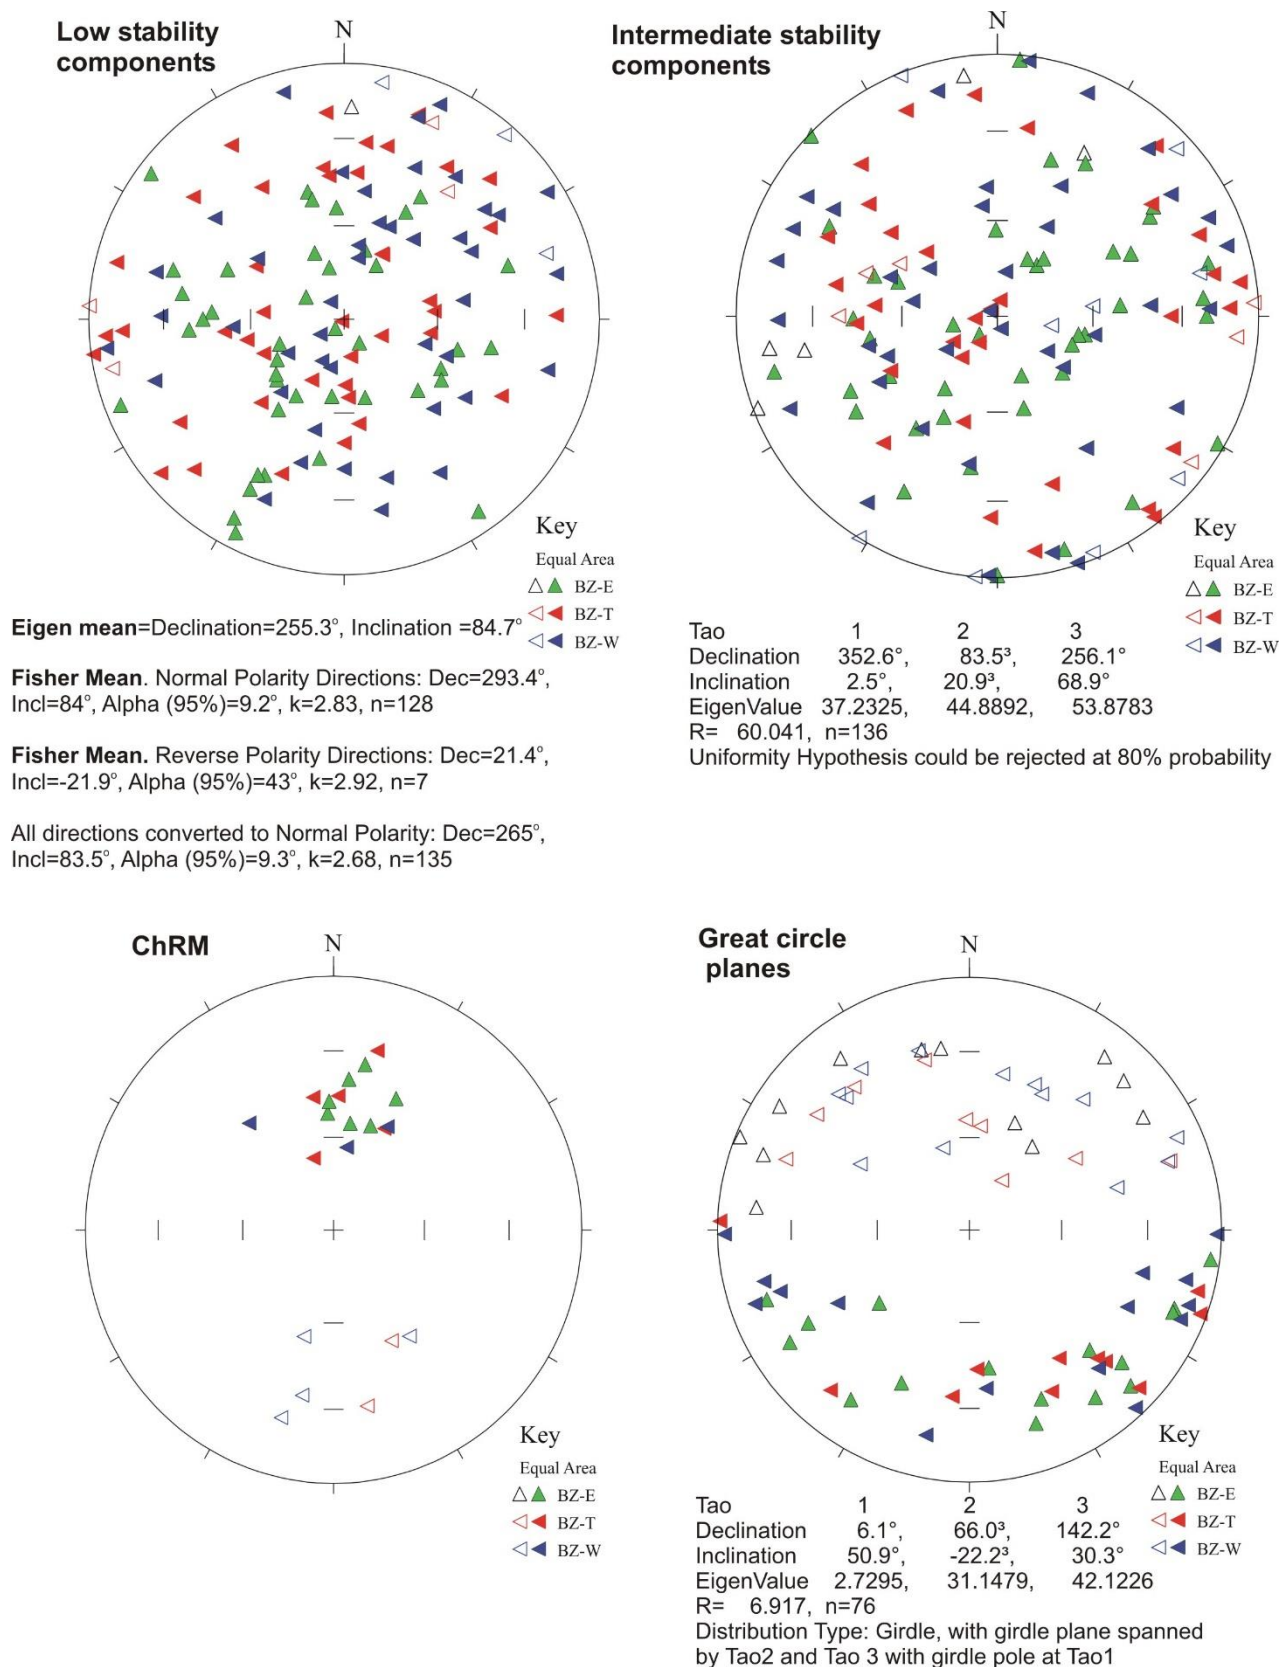 Low stability
components
N
Key
Equal Area
BZ-E
BZ-T
BZ-W
Eigen mean=Declination=255.3°, Inclination =84.7°
Fisher Mean. Normal Polarity Directions: Dec=293.4°,
Incl=84°, Alpha (95%)=9.2°, k=2.83, n=128
Fisher Mean. Reverse Polarity Directions: Dec=21.4°,
Incl=-21.9°, Alpha (95%)=43°, k=2.92, n=7
All directions converted to Normal Polarity: Dec=265°,
Incl=83.5°, Alpha (95%)=9.3°, k=2.68, n=135
Intermediate stability
components
N
Key
Equal Area
BZ-E
BZ-T
BZ-W
Tao 1 2 3
Declination 352.6°, 83.5³, 256.1°
Inclination 2.5°, 20.9³, 68.9°
EigenValue 37.2325, 44.8892, 53.8783
R= 60.041, n=136
Uniformity Hypothesis could be rejected at 80% probability
ChRM
N
Key
Equal Area
BZ-E
BZ-T
BZ-W
Great circle
planes
N
Key
Equal Area
BZ-E
BZ-T
BZ-W
Tao 1 2 3
Declination 6.1°, 66.0³, 142.2°
Inclination 50.9°, -22.2³, 30.3°
EigenValue 2.7295, 31.1479, 42.1226
R= 6.917, n=76
Distribution Type: Girdle, with girdle plane spanned
by Tao2 and Tao 3 with girdle pole at Tao1